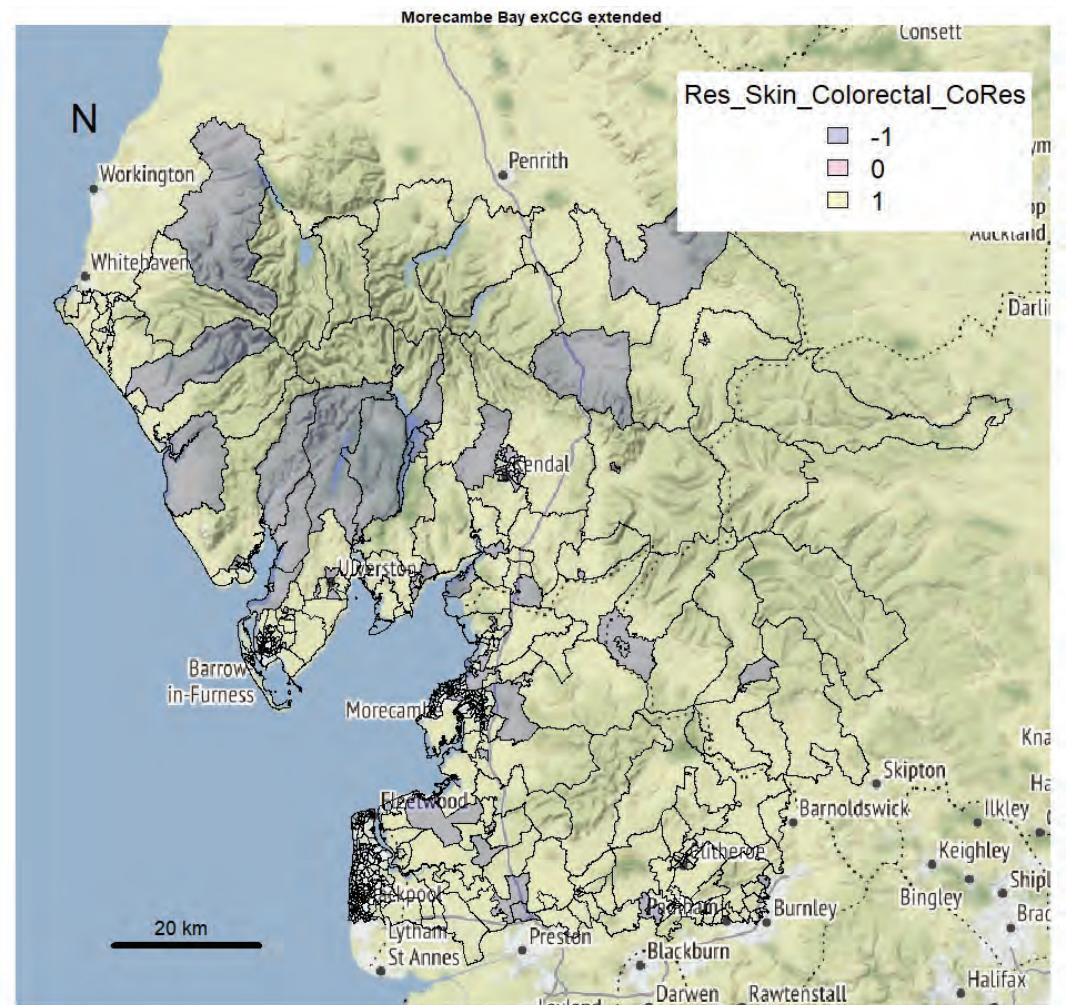 Morecambe Bay exCCG extended
Consett
Res_Skin_Colorectal_CoRes
N
-1
0
1
Penrith
Workington
Auckland
Whitehaven
Kendal
Ulverston
Barrow-
in-Furness
Morecambe
Skipton
Fleetwood
Barnoldswick
Ilkley
Clitheroe
Keighley
Blackpool
Bingley
Padiham
Burnley
20 km
Lytham
St Annes
Preston
Blackburn
Halifax
Darwen
Rawtenstall